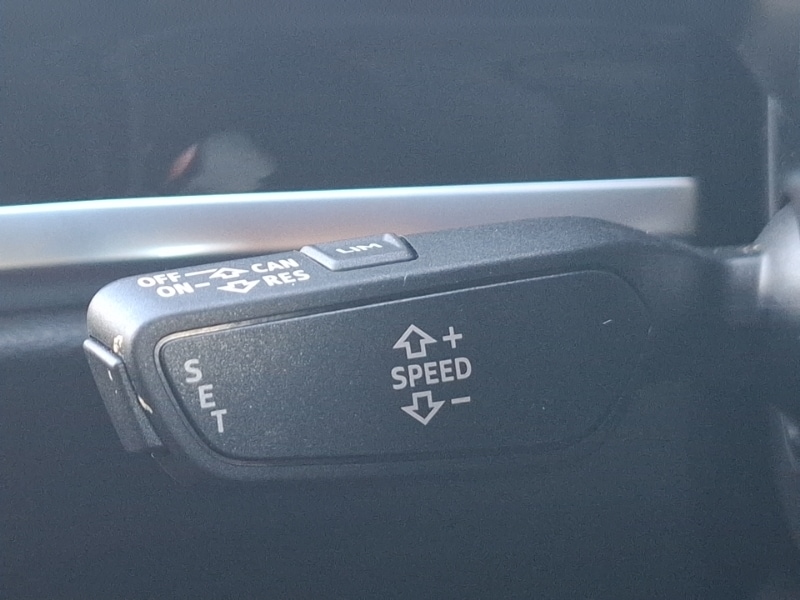 LIM
OFF CAN
ON RES
SET
+
SPEED
-